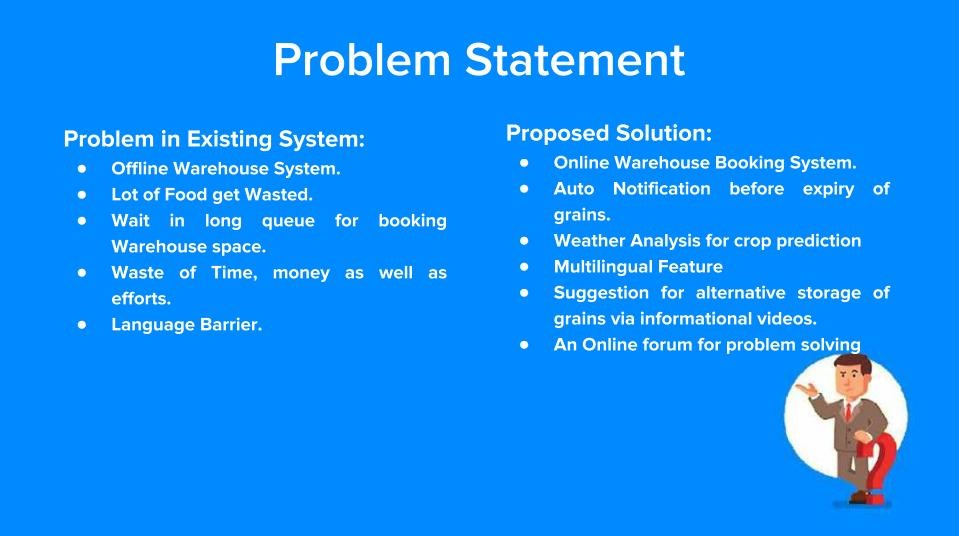 Problem Statement
Problem in Existing System:
● Offline Warehouse System.
● Lot of Food get Wasted.
● Wait in long queue for booking
Warehouse space.
● Waste of Time, money as well as
efforts.
● Language Barrier.
Proposed Solution:
● Online Warehouse Booking System.
● Auto Notification before expiry of
grains.
● Weather Analysis for crop prediction
● Multilingual Feature
● Suggestion for alternative storage of
grains via informational videos.
● An Online forum for problem solving